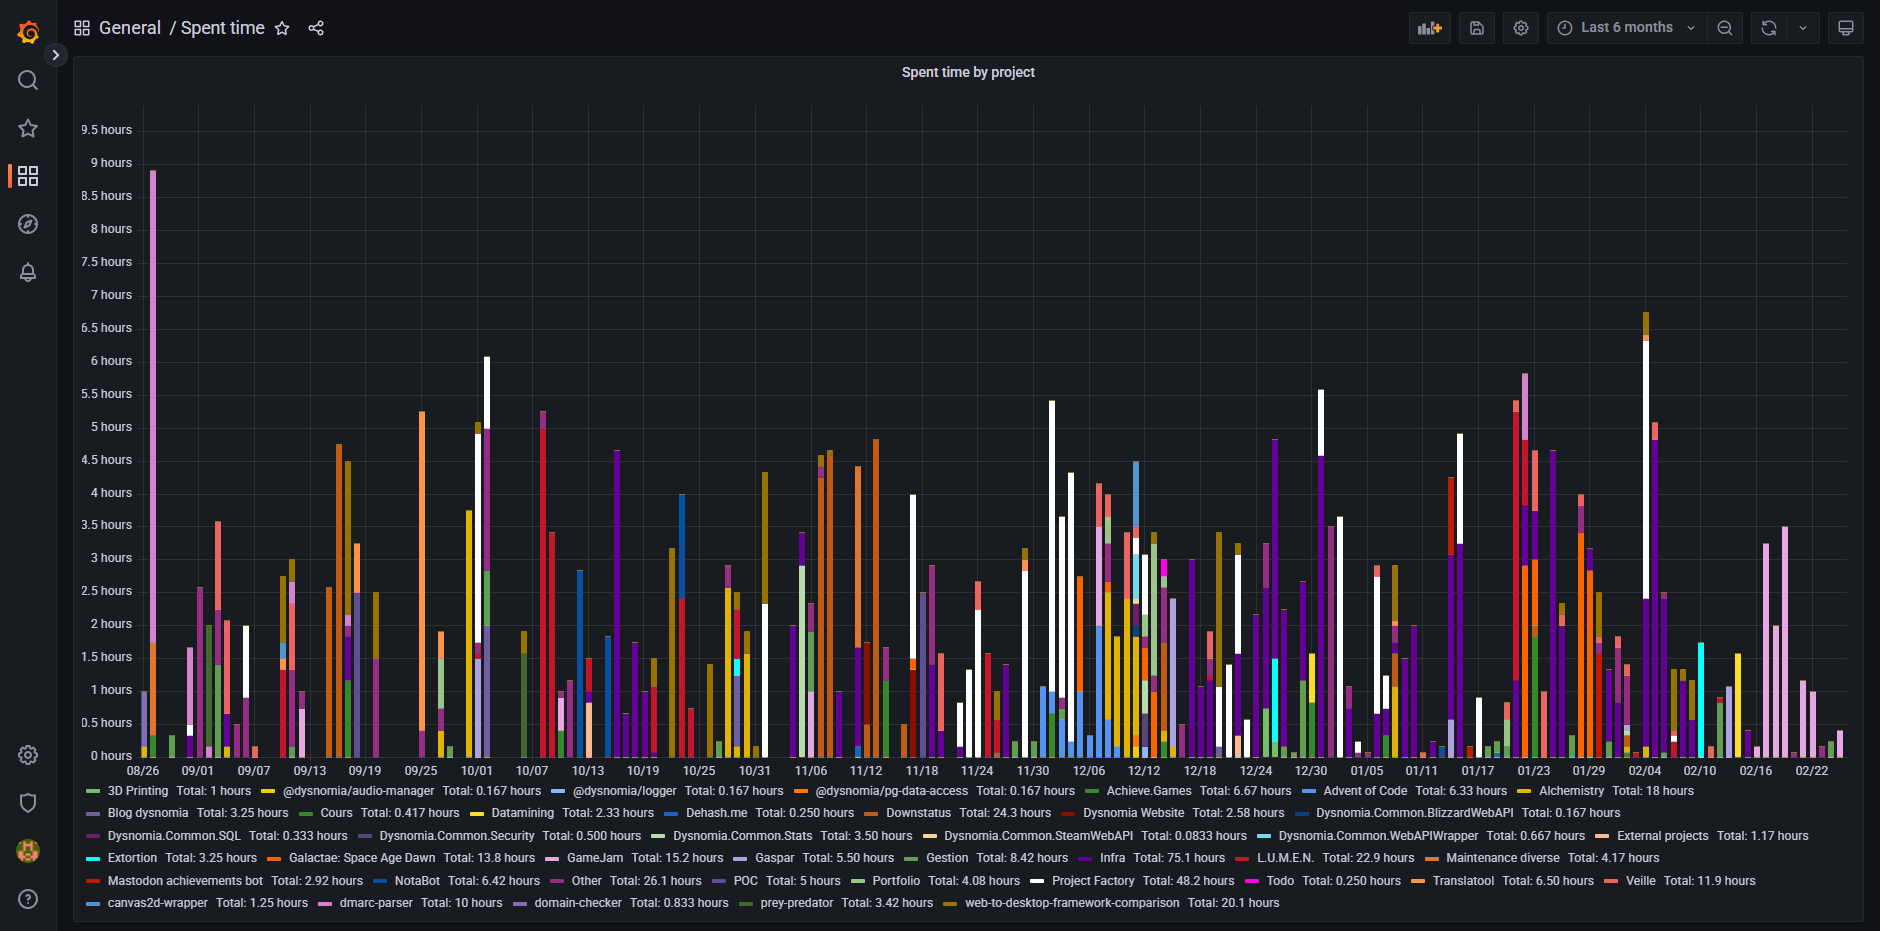 General / Spent time
Last 6 months
Spent time by project
9.5 hours
9 hours
8.5 hours
8 hours
7.5 hours
7 hours
6.5 hours
6 hours
5.5 hours
5 hours
4.5 hours
4 hours
3.5 hours
3 hours
2.5 hours
2 hours
1.5 hours
1 hours
0.5 hours
0 hours
08/26 09/01 09/07 09/13 09/19 09/25 10/01 10/07 10/13 10/19 10/25 10/31 11/06 11/12 11/18 11/24 11/30 12/06 12/12 12/18 12/24 12/30 01/05 01/11 01/17 01/23 01/29 02/04 02/10 02/16 02/22
3D Printing Total: 1 hours @dysnomia/audio-manager Total: 0.167 hours @dysnomia/logger Total: 0.167 hours @dysnomia/pg-data-access Total: 0.167 hours Achieve.Games Total: 6.67 hours Advent of Code Total: 6.33 hours Alchemistry Total: 18 hours
Blog dysnomia Total: 3.25 hours Cours Total: 0.417 hours Datamining Total: 2.33 hours Dehash.me Total: 0.250 hours Downstatus Total: 24.3 hours Dysnomia Website Total: 2.58 hours Dysnomia.Common.BlizzardWebAPI Total: 0.167 hours
Dysnomia.Common.SQL Total: 0.333 hours Dysnomia.Common.Security Total: 0.500 hours Dysnomia.Common.Stats Total: 3.50 hours Dysnomia.Common.SteamWebAPI Total: 0.0833 hours Dysnomia.Common.WebAPIWrapper Total: 0.667 hours External projects Total: 1.17 hours
Extortion Total: 3.25 hours Galactae: Space Age Dawn Total: 13.8 hours GameJam Total: 15.2 hours Gaspar Total: 5.50 hours Gestion Total: 8.42 hours Infra Total: 75.1 hours L.U.M.E.N. Total: 22.9 hours Maintenance diverse Total: 4.17 hours
Mastodon achievements bot Total: 2.92 hours NotaBot Total: 6.42 hours Other Total: 26.1 hours POC Total: 5 hours Portfolio Total: 4.08 hours Project Factory Total: 48.2 hours Todo Total: 0.250 hours Translatool Total: 6.50 hours Veille Total: 11.9 hours
canvas2d-wrapper Total: 1.25 hours dmarc-parser Total: 10 hours domain-checker Total: 0.833 hours prey-predator Total: 3.42 hours web-to-desktop-framework-comparison Total: 20.1 hours